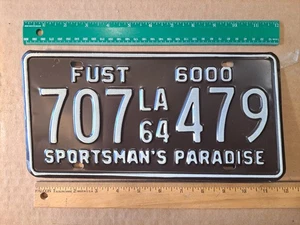 FUST 6000
707 LA 64 479
SPORTSMAN'S PARADISE